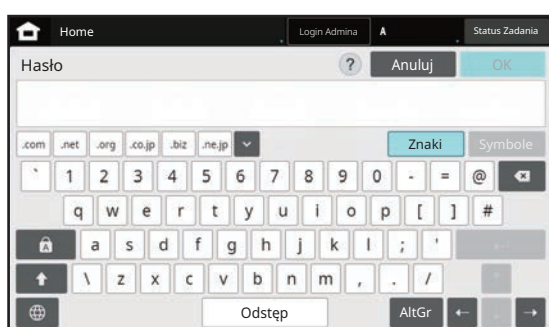 Home Login Admina A Status Zadania
Hasło ? Anuluj OK
.com .net .org .co.jp .biz .ne.jp Znaki Symbole
` 1 2 3 4 5 6 7 8 9 0 - = @
q w e r t y u i o p [ ] #
A a s d f g h j k l ; '
\ z x c v b n m , . /
Odstęp AltGr